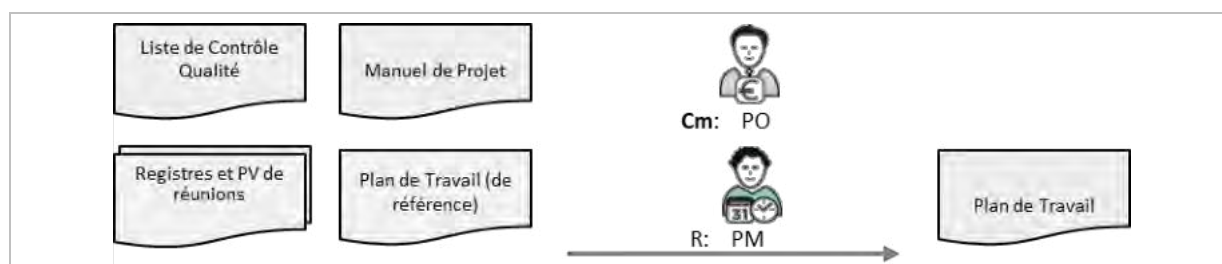 Liste de Contrôle
Qualité
Manuel de Projet
Cm: PO
Registres et PV de
réunions
Plan de Travail (de
référence)
31
R: PM
Plan de Travail